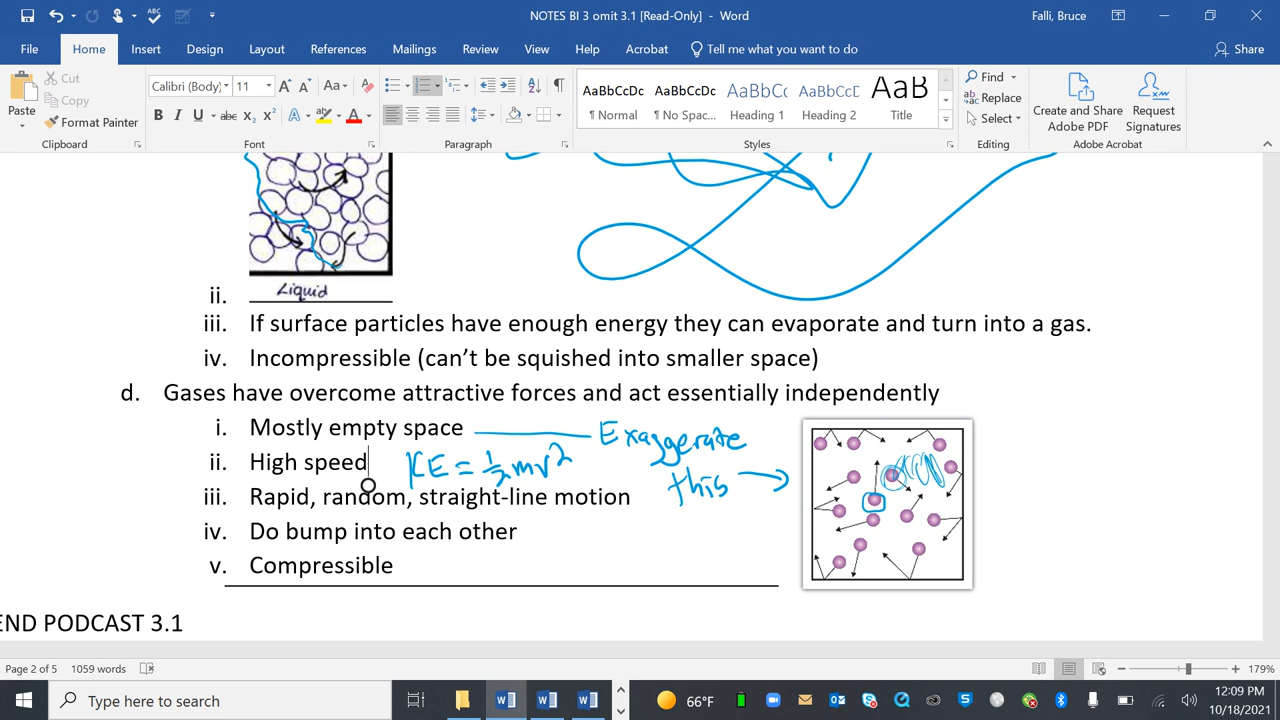 NOTES BI 3 omit 3.1 [Read-Only] - Word
Falli, Bruce
File Home Insert Design Layout References Mailings Review View Help Acrobat Tell me what you want to do Share
Paste
Cut
Copy
Format Painter
Calibri (Body) 11
AaBbCcDc AaBbCcDc AaBbCc AaBbCcD AaB
¶ Normal ¶ No Spac... Heading 1 Heading 2 Title
Find
Replace
Select
Create and Share Adobe PDF
Request Signatures
Clipboard Font Paragraph Styles Editing Adobe Acrobat
Liquid
ii.
iii. If surface particles have enough energy they can evaporate and turn into a gas.
iv. Incompressible (can’t be squished into smaller space)
d. Gases have overcome attractive forces and act essentially independently
i. Mostly empty space Exaggerate
ii. High speed KE = 1/2 mv²
this
iii. Rapid, random, straight-line motion
iv. Do bump into each other
v. Compressible
END PODCAST 3.1
Page 2 of 5 1059 words 179%
Type here to search
66°F
12:09 PM
10/18/2021